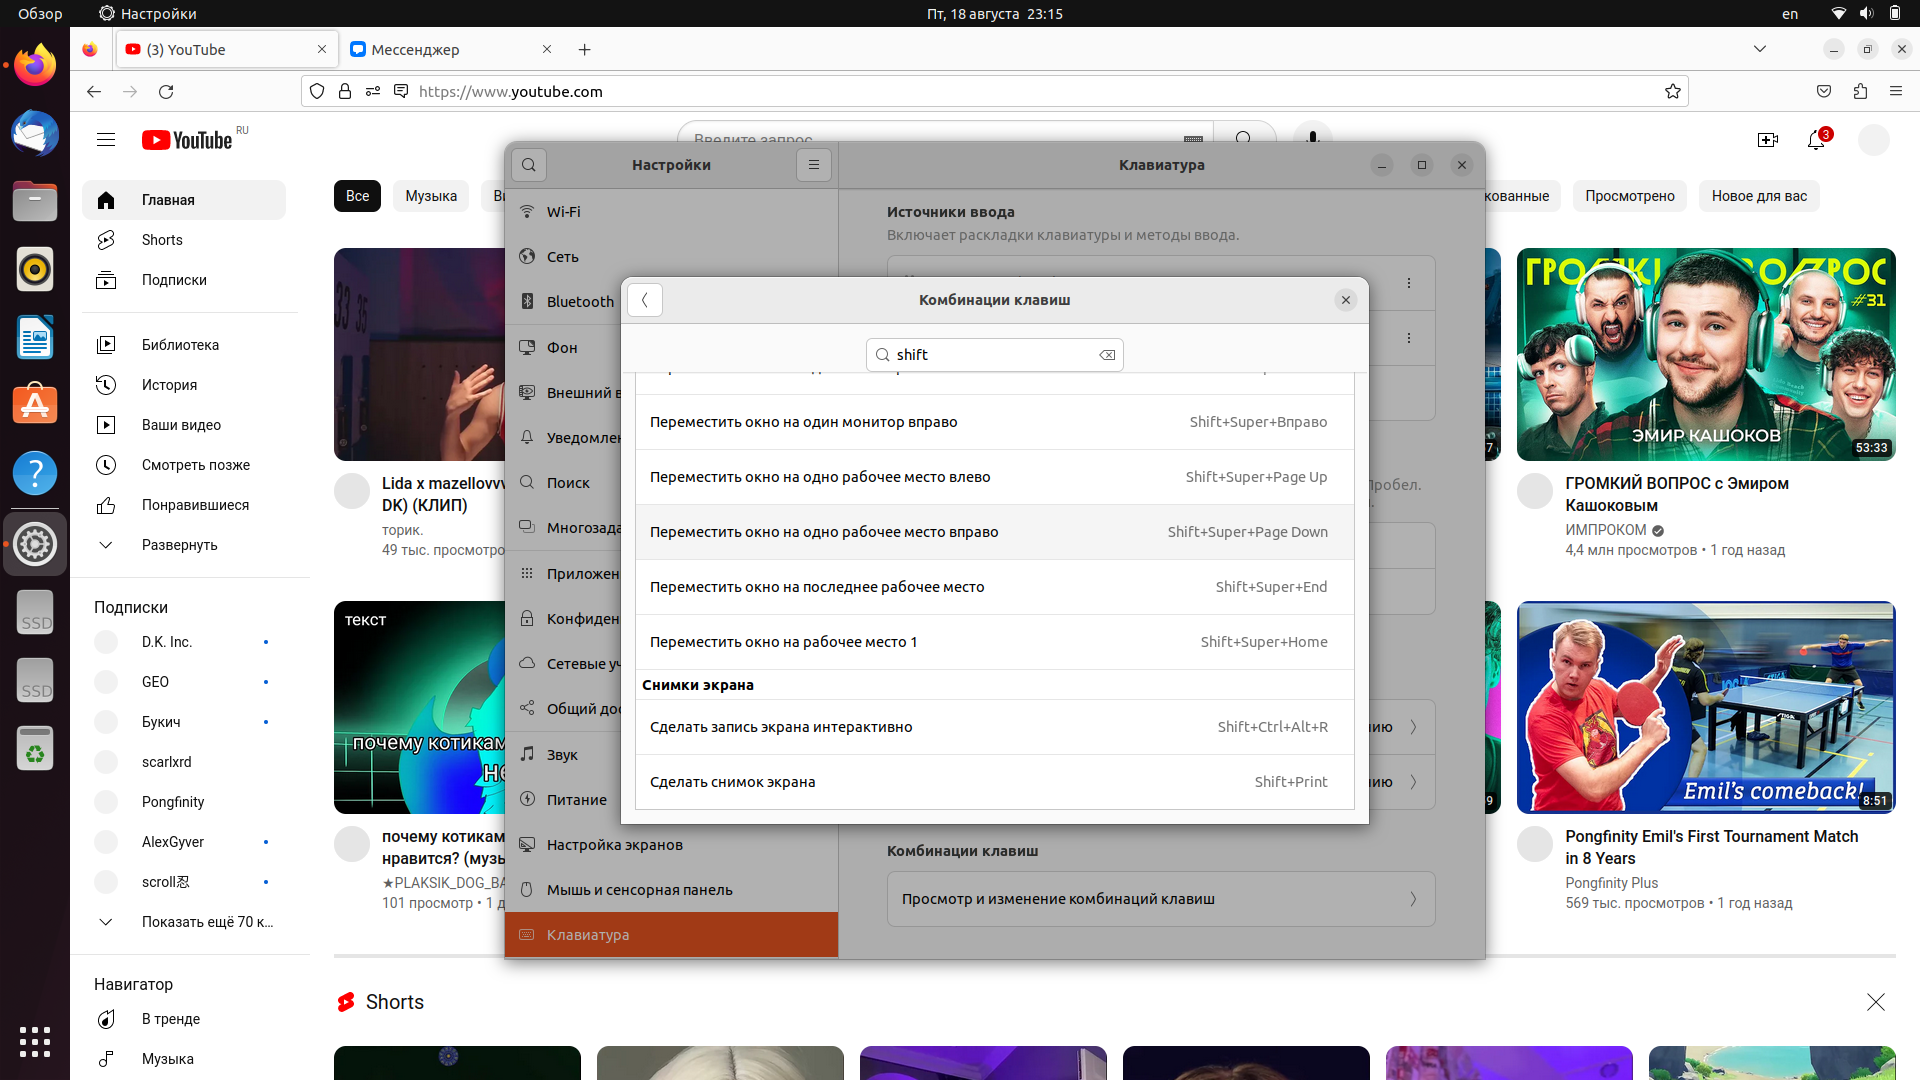 Обзор
Настройки
Пт, 18 августа 23:15
en
(3) YouTube
Мессенджер
https://www.youtube.com
YouTube RU
Введите запрос
3
Главная
Shorts
Подписки
Библиотека
История
Ваши видео
Смотреть позже
Понравившиеся
Развернуть
Подписки
D.K. Inc.
GEO
Букич
scarlxrd
Pongfinity
AlexGyver
scroll忍
Показать ещё 70 к...
Навигатор
В тренде
Музыка
SSD
SSD
Все
Музыка
Просмотрено
Новое для вас
Lida x mazellovvv
DK) (КЛИП)
торик.
49 тыс. просмотро
текст
почему котикам
почему котикам
нравится? (музы
★PLAKSIK_DOG_BA
101 просмотр • 1 д
Настройки
Wi-Fi
Сеть
Bluetooth
Фон
Внешний в
Уведомлен
Поиск
Многозада
Приложен
Конфиден
Сетевые уч
Общий дос
Звук
Питание
Настройка экранов
Мышь и сенсорная панель
Клавиатура
Клавиатура
Источники ввода
Включает раскладки клавиатуры и методы ввода.
Пробел.
Комбинации клавиш
shift
Переместить окно на один монитор вправо Shift+Super+Вправо
Переместить окно на одно рабочее место влево Shift+Super+Page Up
Переместить окно на одно рабочее место вправо Shift+Super+Page Down
Переместить окно на последнее рабочее место Shift+Super+End
Переместить окно на рабочее место 1 Shift+Super+Home
Снимки экрана
Сделать запись экрана интерактивно Shift+Ctrl+Alt+R
Сделать снимок экрана Shift+Print
Комбинации клавиш
Просмотр и изменение комбинаций клавиш
ГРОМКИЙ ВОПРОС
#31
ЭМИР КАШОКОВ
53:33
ГРОМКИЙ ВОПРОС с Эмиром
Кашоковым
ИМПРОКОМ
4,4 млн просмотров • 1 год назад
Emil's comeback!
8:51
Pongfinity Emil's First Tournament Match
in 8 Years
Pongfinity Plus
569 тыс. просмотров • 1 год назад
Shorts